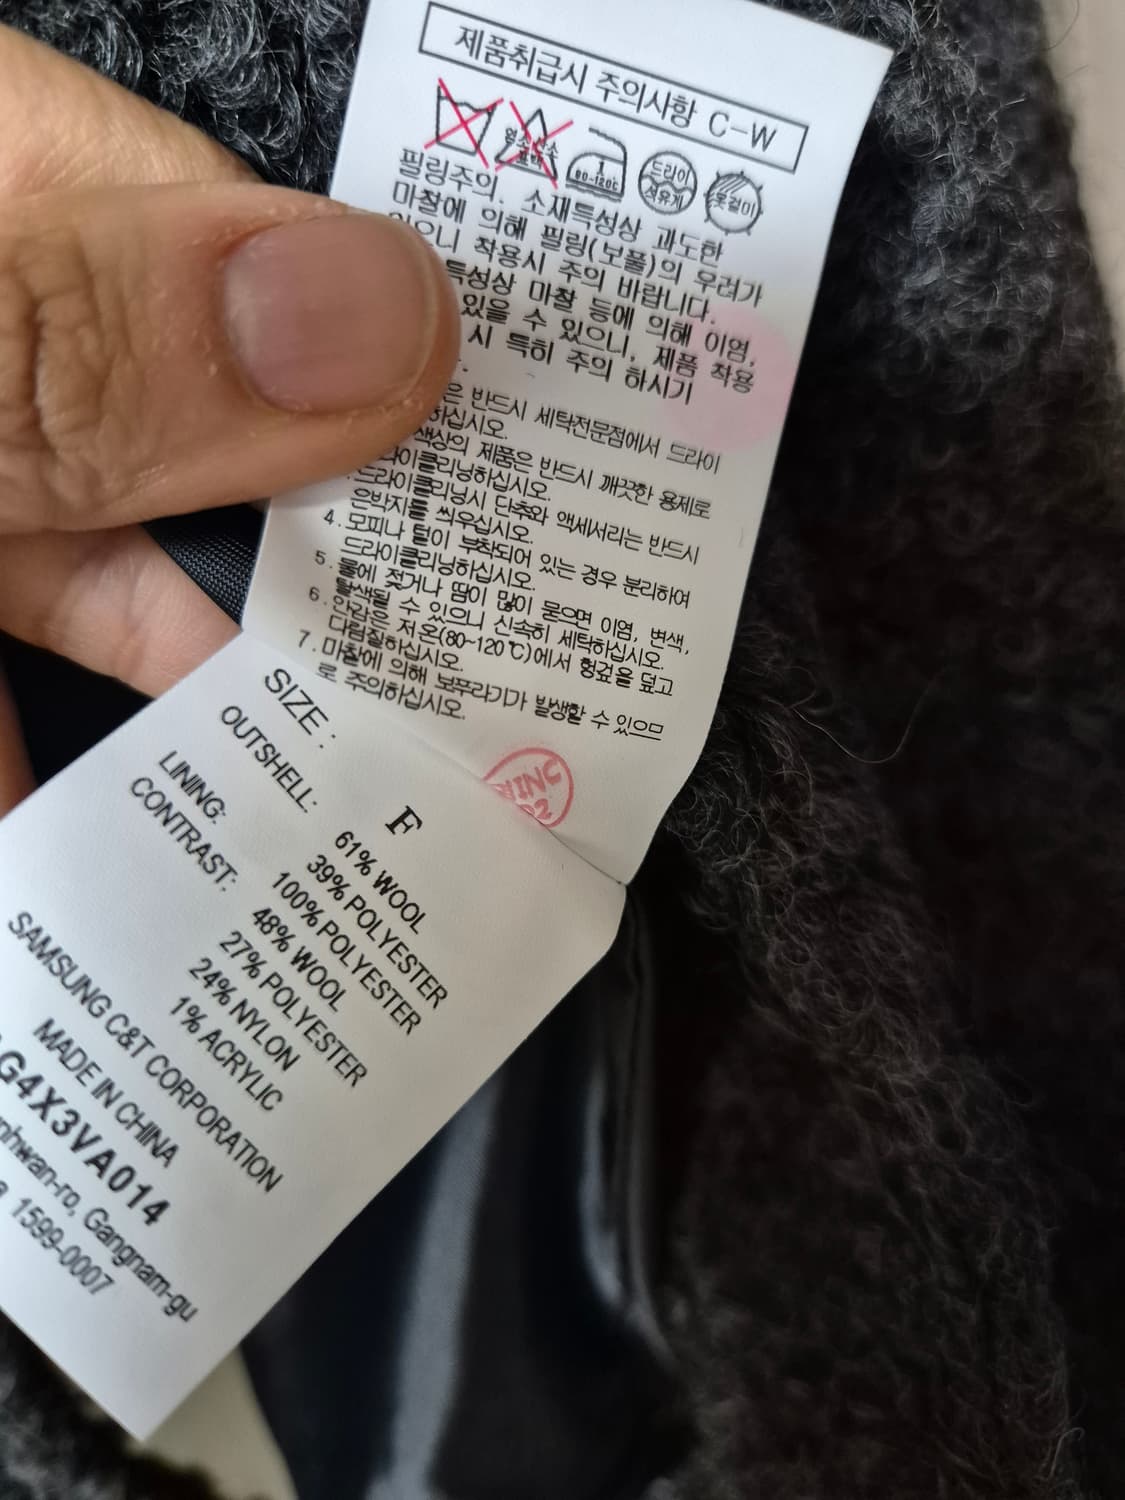 제품취급시 주의사항 C-W
염소 산소
표백
1
80-120℃
드라이
석유계
옷걸이
필링주의. 소재특성상 과도한
마찰에 의해 필링(보풀)의 우려가
있으니 착용시 주의 바랍니다.
특성상 마찰 등에 의해 이염,
있을 수 있으니, 제품 착용
시 특히 주의 하시기
은 반드시 세탁전문점에서 드라이
하십시오.
색상의 제품은 반드시 깨끗한 용제로
드라이클리닝하십시오.
드라이클리닝시 단추와 액세서리는 반드시
은박지를 씌우십시오.
4. 모피나 털이 부착되어 있는 경우 분리하여
드라이클리닝하십시오.
5. 물에 젖거나 땀이 많이 묻으면 이염, 변색,
탈색될 수 있으니 신속히 세탁하십시오.
6. 안감은 저온(80~120℃)에서 헝겊을 덮고
다림질하십시오.
7. 마찰에 의해 보푸라기가 발생할 수 있으므
로 주의하십시오.
SIZE : F
OUTSHELL: 61% WOOL
39% POLYESTER
LINING: 100% POLYESTER
CONTRAST: 48% WOOL
27% POLYESTER
24% NYLON
1% ACRYLIC
SAMSUNG C&T CORPORATION
MADE IN CHINA
G4X3VA014
Gangnam-gu
1599-0007